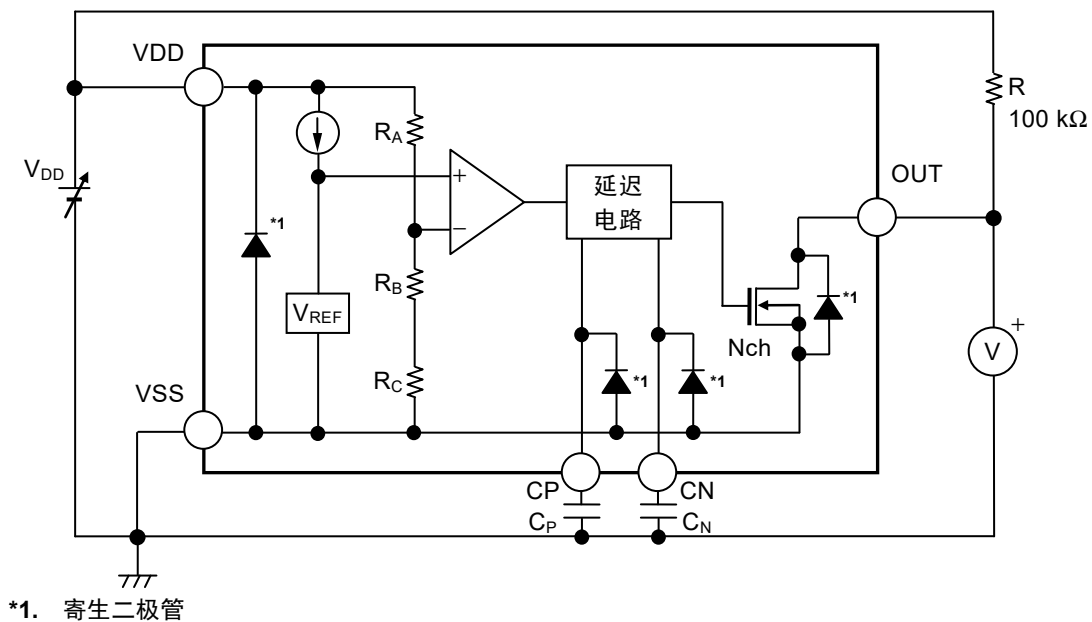 VDD
R
100 kΩ
RA
VDD
OUT
延迟
电路
+
−
*1
RB
VREF
*1
Nch
+
V
*1
*1
RC
VSS
CP
CN
CP
CN
*1. 寄生二极管